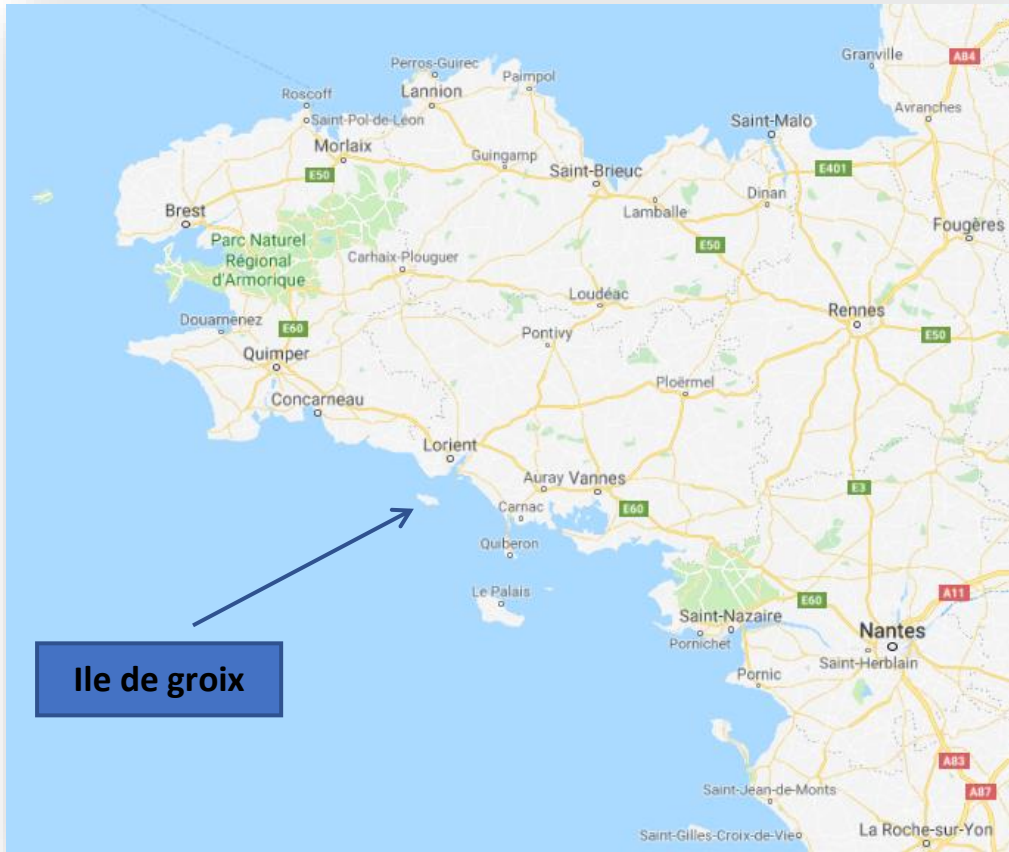 Granville
A84
Perros-Guirec
Paimpol
Lannion
Roscoff
Avranches
Saint-Pol-de-Léon
Saint-Malo
Morlaix
Guingamp
Saint-Brieuc
E401
E50
Dinan
Lamballe
Brest
Fougères
Parc Naturel
Régional
d'Armorique
E50
Carhaix-Plouguer
Loudéac
Rennes
Douarnenez
E60
Pontivy
E50
Quimper
Ploërmel
Concarneau
Lorient
Auray
Vannes
E3
Carnac
E60
Quiberon
Le Palais
E60
A11
Saint-Nazaire
Nantes
Pornichet
Saint-Herblain
Ile de groix
Pornic
A83
Saint-Jean-de-Monts
A87
Saint-Gilles-Croix-de-Vie
La Roche-sur-Yon